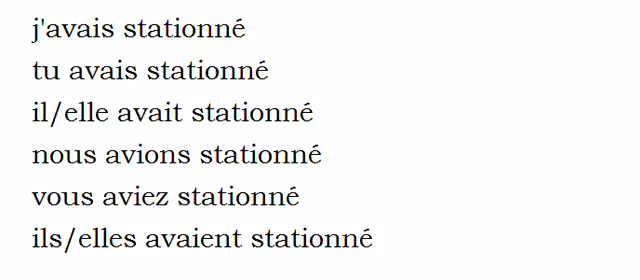 j'avais stationné
tu avais stationné
il/elle avait stationné
nous avions stationné
vous aviez stationné
ils/elles avaient stationné